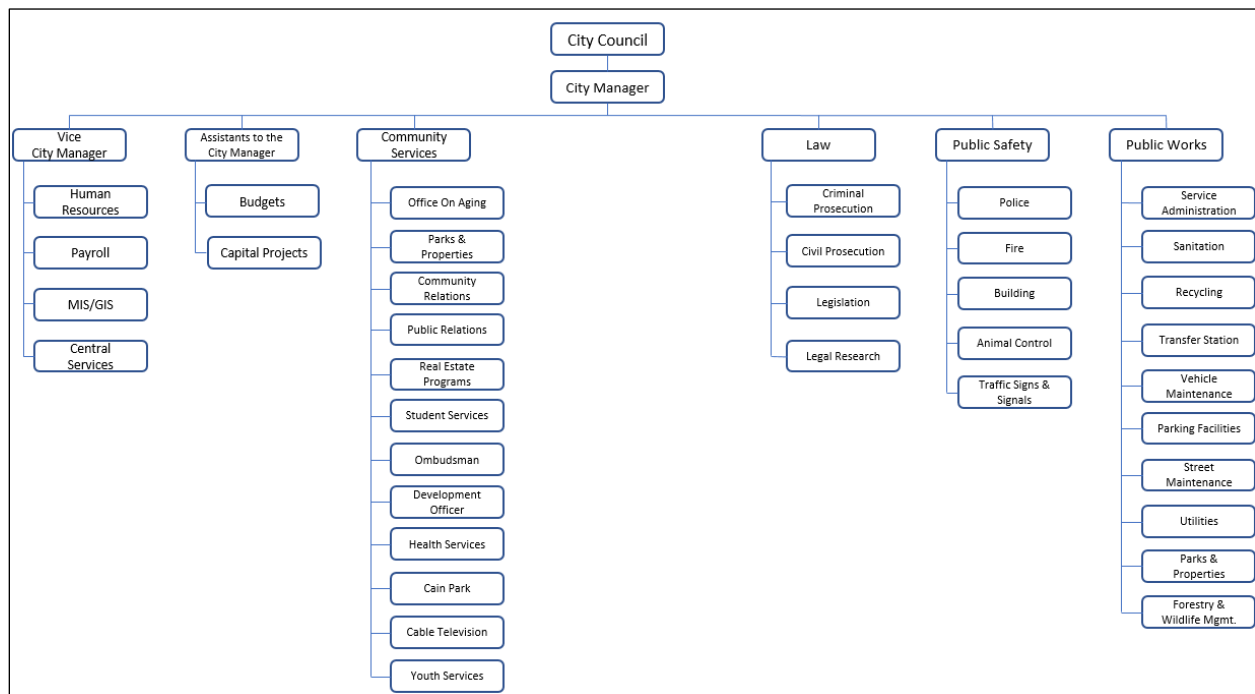 City Council
City Manager
Vice
City Manager
Human
Resources
Payroll
MIS/GIS
Central
Services
Assistants to the
City Manager
Budgets
Capital Projects
Community
Services
Office On Aging
Parks &
Properties
Community
Relations
Public Relations
Real Estate
Programs
Student Services
Ombudsman
Development
Officer
Health Services
Cain Park
Cable Television
Youth Services
Law
Criminal
Prosecution
Civil Prosecution
Legislation
Legal Research
Public Safety
Police
Fire
Building
Animal Control
Traffic Signs &
Signals
Public Works
Service
Administration
Sanitation
Recycling
Transfer Station
Vehicle
Maintenance
Parking Facilities
Street
Maintenance
Utilities
Parks &
Properties
Forestry &
Wildlife Mgmt.